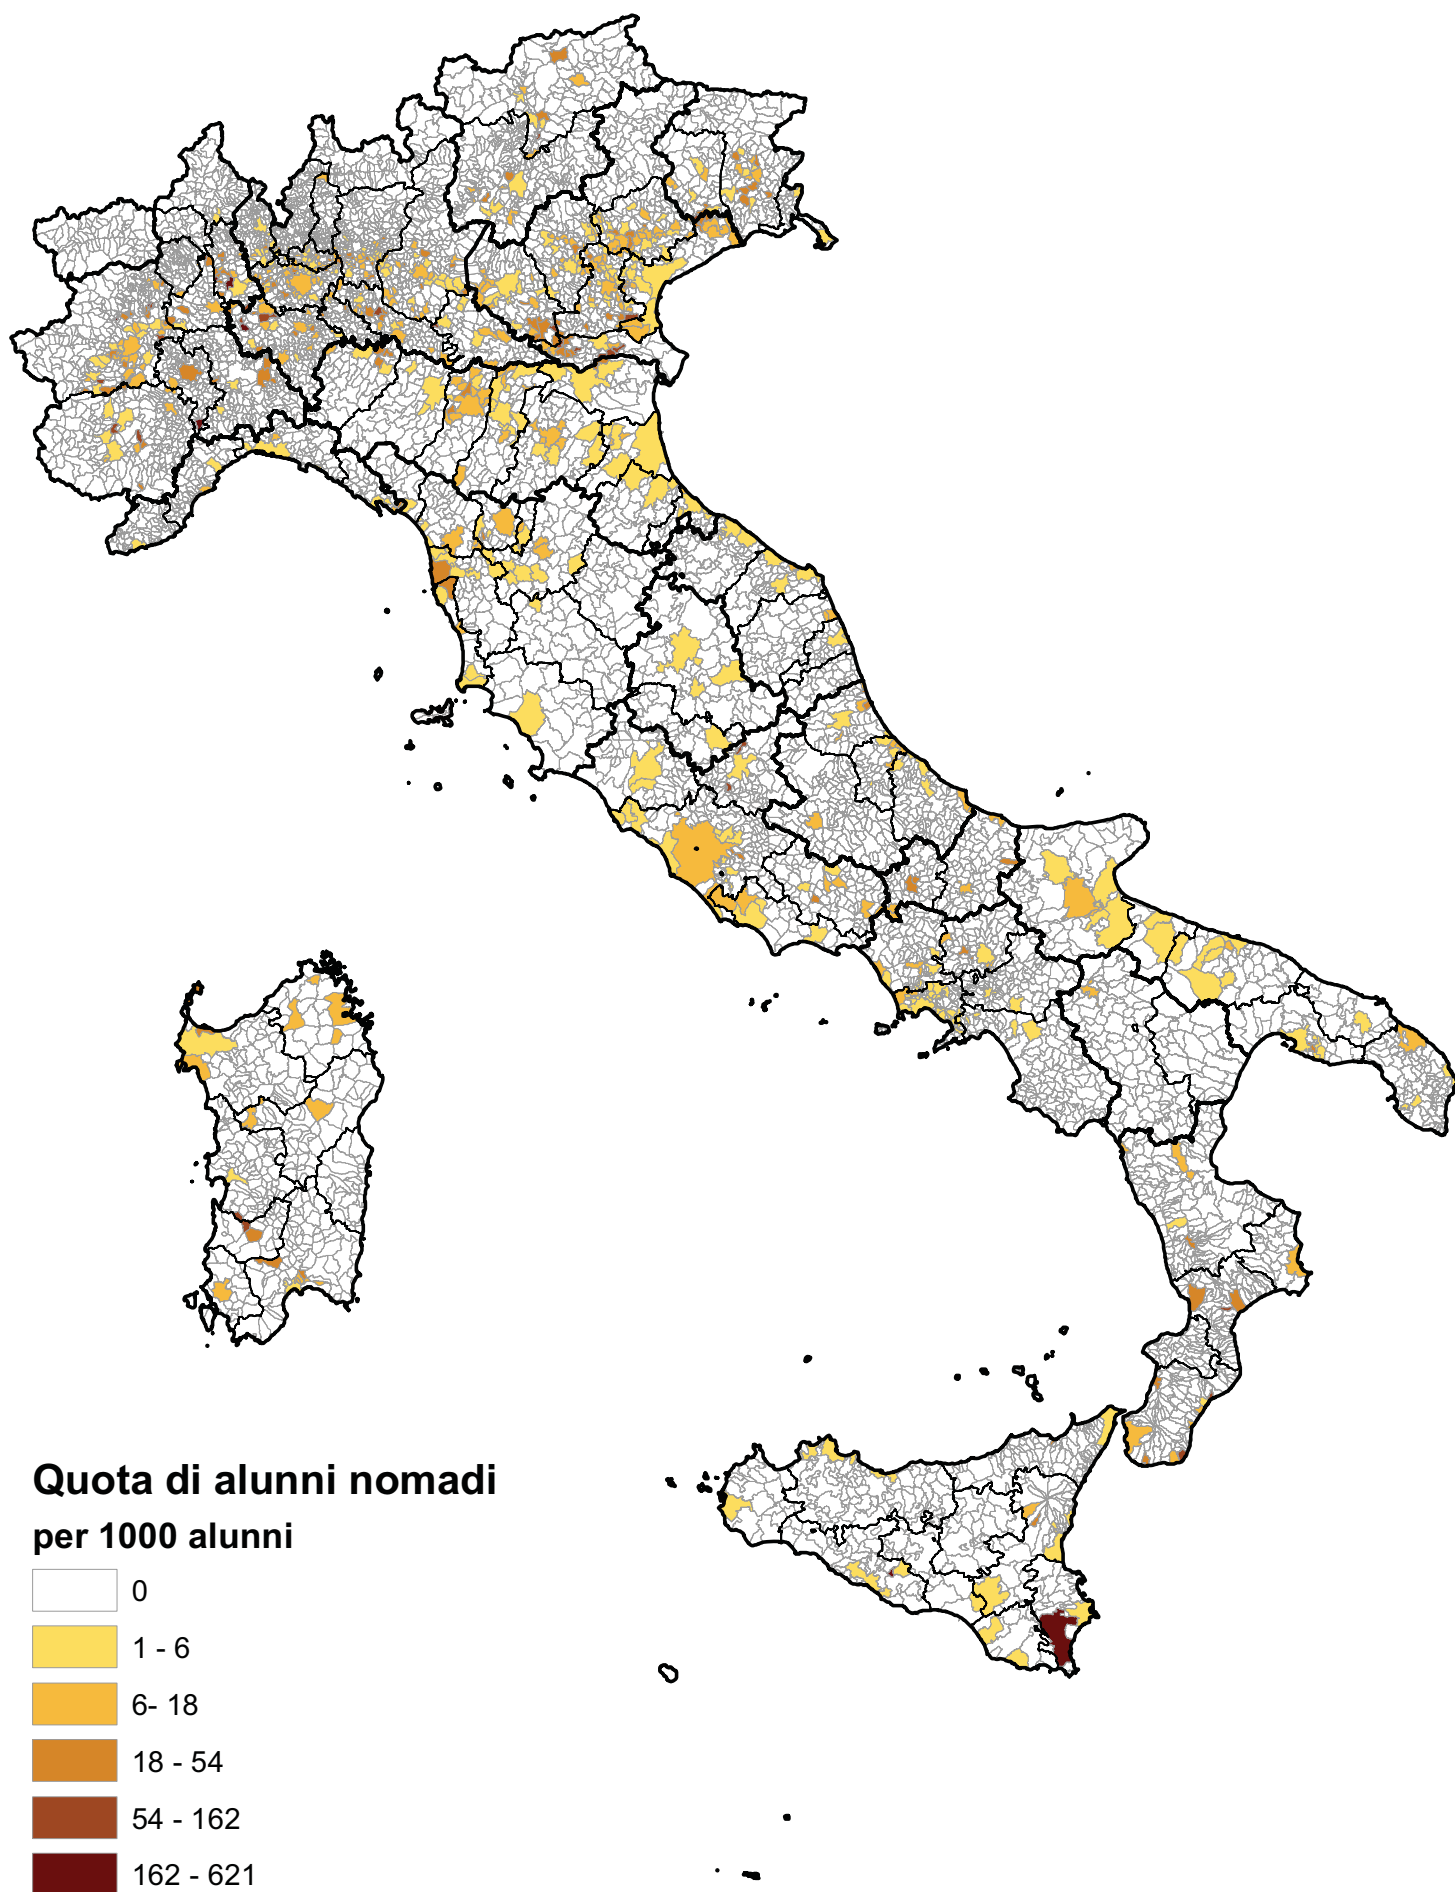 Quota di alunni nomadi
per 1000 alunni
0
1 - 6
6- 18
18 - 54
54 - 162
162 - 621